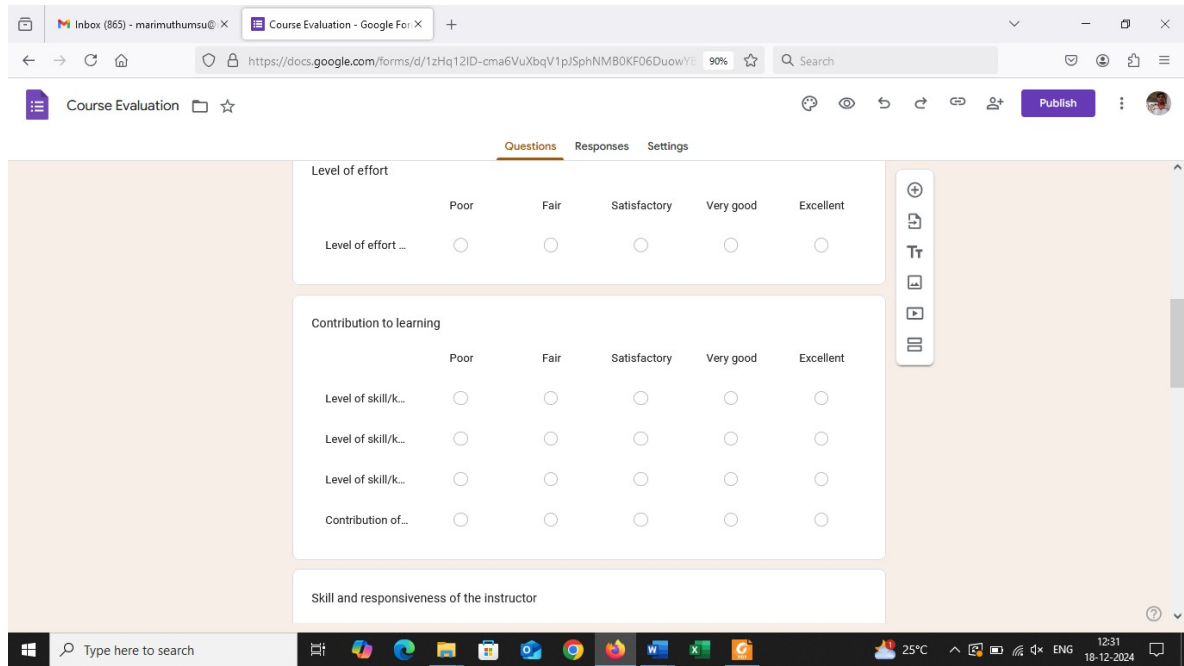 Inbox (865) - marimuthumsu@
Course Evaluation - Google For
https://docs.google.com/forms/d/1zHq12ID-cma6VuXbqV1pJSphNMB0KF06DuowY 90% Search
Course Evaluation Publish
Questions Responses Settings
Level of effort
Poor Fair Satisfactory Very good Excellent
Level of effort ...
Contribution to learning
Poor Fair Satisfactory Very good Excellent
Level of skill/k...
Level of skill/k...
Level of skill/k...
Contribution of...
Skill and responsiveness of the instructor
Type here to search 25°C ENG 12:31
18-12-2024